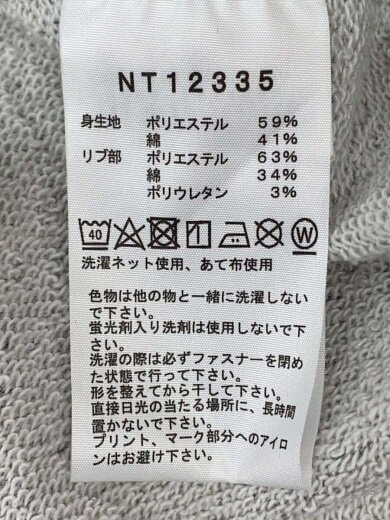 NT12335
身生地 ポリエステル 59%
綿 41%
リブ部 ポリエステル 63%
綿 34%
ポリウレタン 3%
40 W
洗濯ネット使用、あて布使用
色物は他の物と一緒に洗濯しない
で下さい。
蛍光剤入り洗剤は使用しないで下
さい。
洗濯の際は必ずファスナーを閉め
た状態で行って下さい。
形を整えてから干して下さい。
直接日光の当たる場所に、長時間
置かないで下さい。
プリント、マーク部分へのアイロ
ンはお避け下さい。